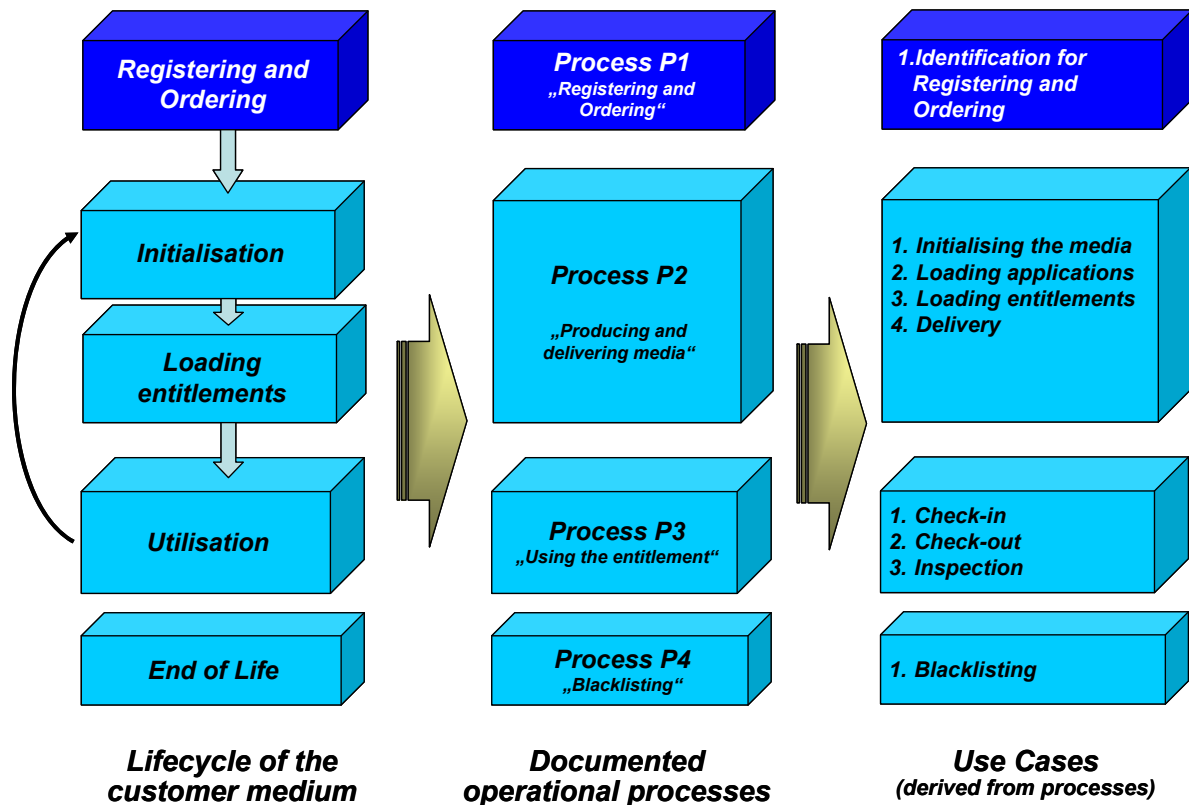 Registering and
Ordering
Process P1
„Registering and
Ordering“
1.Identification for
Registering and
Ordering
Initialisation
Loading
entitlements
Process P2
„Producing and
delivering media“
1. Initialising the media
2. Loading applications
3. Loading entitlements
4. Delivery
Utilisation
Process P3
„Using the entitlement“
1. Check-in
2. Check-out
3. Inspection
End of Life
Process P4
„Blacklisting“
1. Blacklisting
Lifecycle of the
customer medium
Documented
operational processes
Use Cases
(derived from processes)